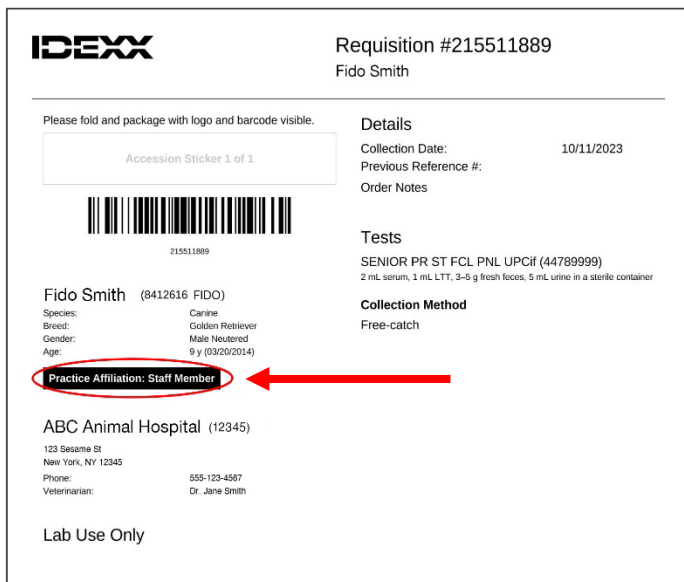 IDEXX
Requisition #215511889
Fido Smith
Please fold and package with logo and barcode visible.
Accession Sticker 1 of 1
215511889
Fido Smith (8412616 FIDO)
Species: Canine
Breed: Golden Retriever
Gender: Male Neutered
Age: 9 y (03/20/2014)
Practice Affiliation: Staff Member
ABC Animal Hospital (12345)
123 Sesame St
New York, NY 12345
Phone: 555-123-4567
Veterinarian: Dr. Jane Smith
Lab Use Only
Details
Collection Date: 10/11/2023
Previous Reference #:
Order Notes
Tests
SENIOR PR ST FCL PNL UPCif (44789999)
2 mL serum, 1 mL LTT, 3–5 g fresh feces, 5 mL urine in a sterile container
Collection Method
Free-catch